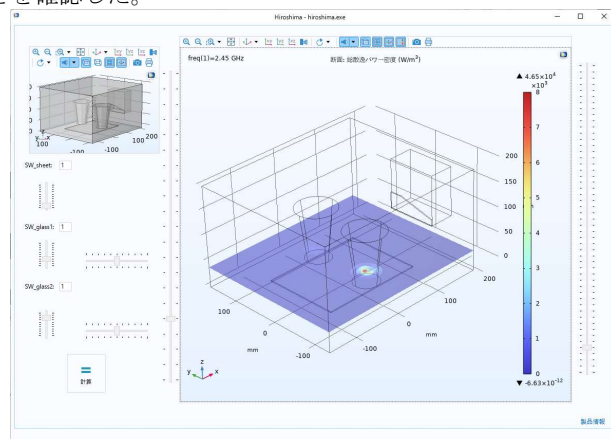 とを確認した。
Hiroshima - hiroshima.exe
freq(1)=2.45 GHz
断面: 総散逸パワー密度 (W/m³)
▲ 4.65×10⁴
×10³
8
7
6
5
4
3
2
1
0
▼ -6.63×10⁻¹²
200
150
100
50
0
200
100
0
-100
mm
100
0
-100
mm
z
y
x
y
x
100
-100
-100
100
200
SW_sheet: 1
SW_glass1: 1
SW_glass2: 1
=
計算
製品情報